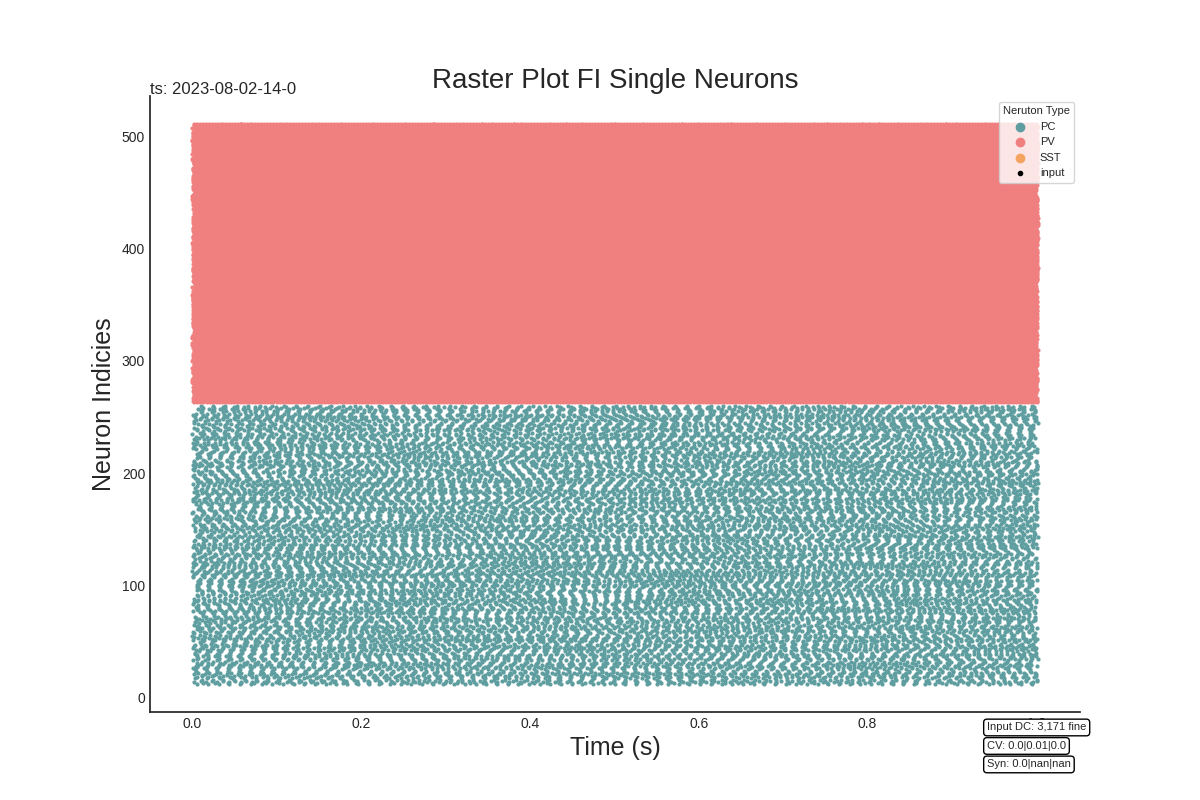 Raster Plot FI Single Neurons
ts: 2023-08-02-14-0
Neruton Type
PC
PV
SST
input
Neuron Indicies
500
400
300
200
100
0
0.0
0.2
0.4
0.6
0.8
Time (s)
Input DC: 3,171 fine
CV: 0.0|0.01|0.0
Syn: 0.0|nan|nan